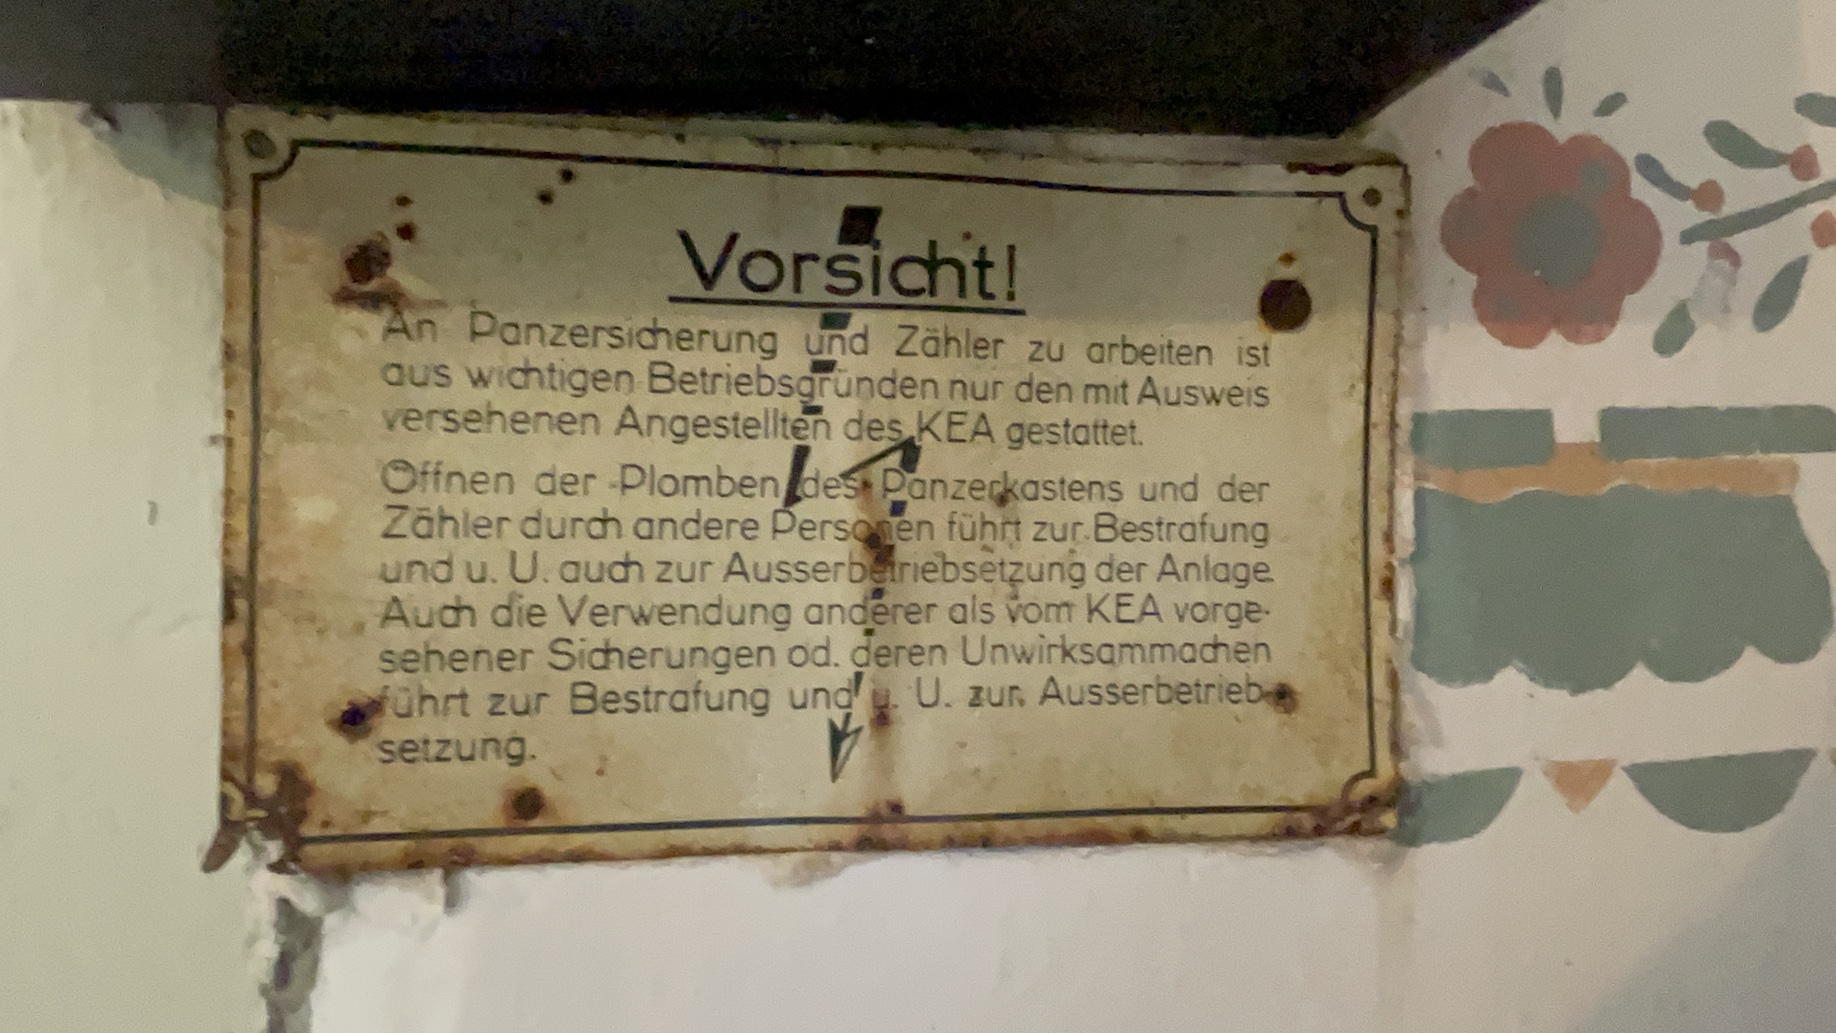 Vorsicht!
An Panzersicherung und Zähler zu arbeiten ist
aus wichtigen Betriebsgründen nur den mit Ausweis
versehenen Angestellten des KEA gestattet.
Öffnen der Plomben des Panzerkastens und der
Zähler durch andere Personen führt zur Bestrafung
und u. U. auch zur Ausserbetriebsetzung der Anlage.
Auch die Verwendung anderer als vom KEA vorge-
sehener Sicherungen od. deren Unwirksammachen
führt zur Bestrafung und u. U. zur Ausserbetrieb-
setzung.